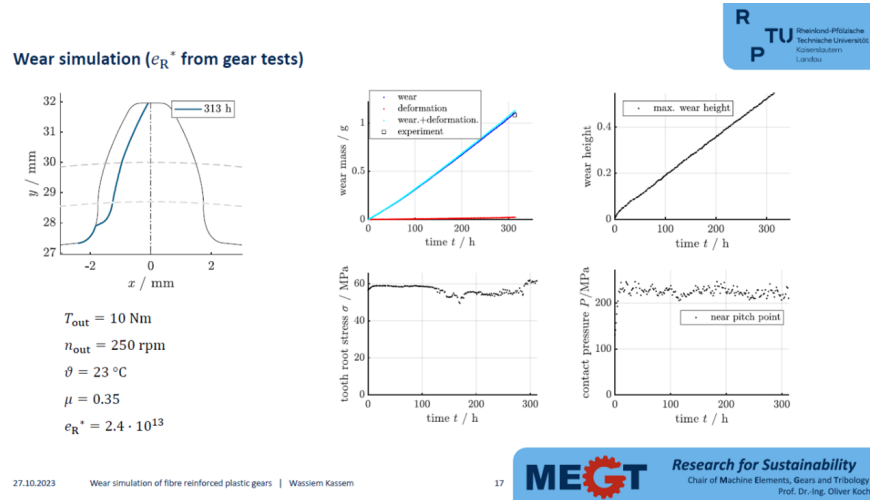 R
TU
P
Rheinland-Pfälzische
Technische Universität
Kaiserslautern
Landau
Wear simulation (e_R* from gear tests)
32
31
30
29
28
27
y / mm
313 h
-2
0
2
x / mm
1
0.5
0
wear mass / g
wear
deformation
wear.+deformation.
experiment
0
100
200
300
time t / h
0.4
0.2
0
wear height
max. wear height
0
100
200
300
time t / h
60
40
20
0
tooth root stress σ / MPa
0
100
200
300
time t / h
200
100
0
contact pressure P/MPa
near pitch point
0
100
200
300
time t / h
T_out = 10 Nm
n_out = 250 rpm
ϑ = 23 °C
μ = 0.35
e_R* = 2.4 · 10^13
27.10.2023
Wear simulation of fibre reinforced plastic gears | Wassiem Kassem
17
MEGT
Research for Sustainability
Chair of Machine Elements, Gears and Tribology
Prof. Dr.-Ing. Oliver Koch